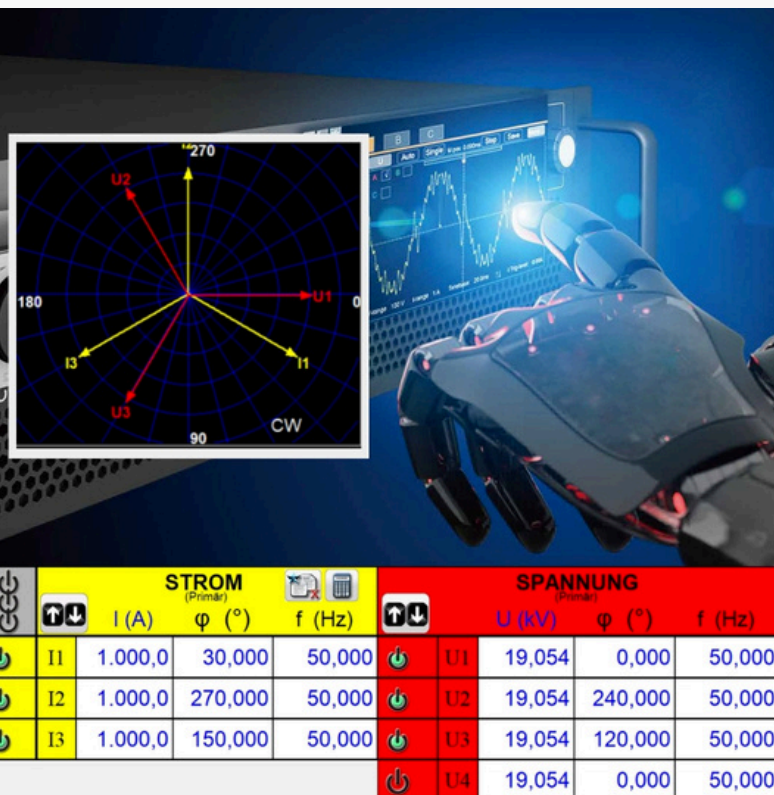 B C
Auto Single Stop Save
270
U2
180
U1
0
I3
I1
U3
CW
90
STROM
(Primär)
I (A) φ (°) f (Hz)
SPANNUNG
U (kV) φ (°) f (Hz)
I1 1.000,0 30,000 50,000 U1 19,054 0,000 50,000
I2 1.000,0 270,000 50,000 U2 19,054 240,000 50,000
I3 1.000,0 150,000 50,000 U3 19,054 120,000 50,000
U4 19,054 0,000 50,000